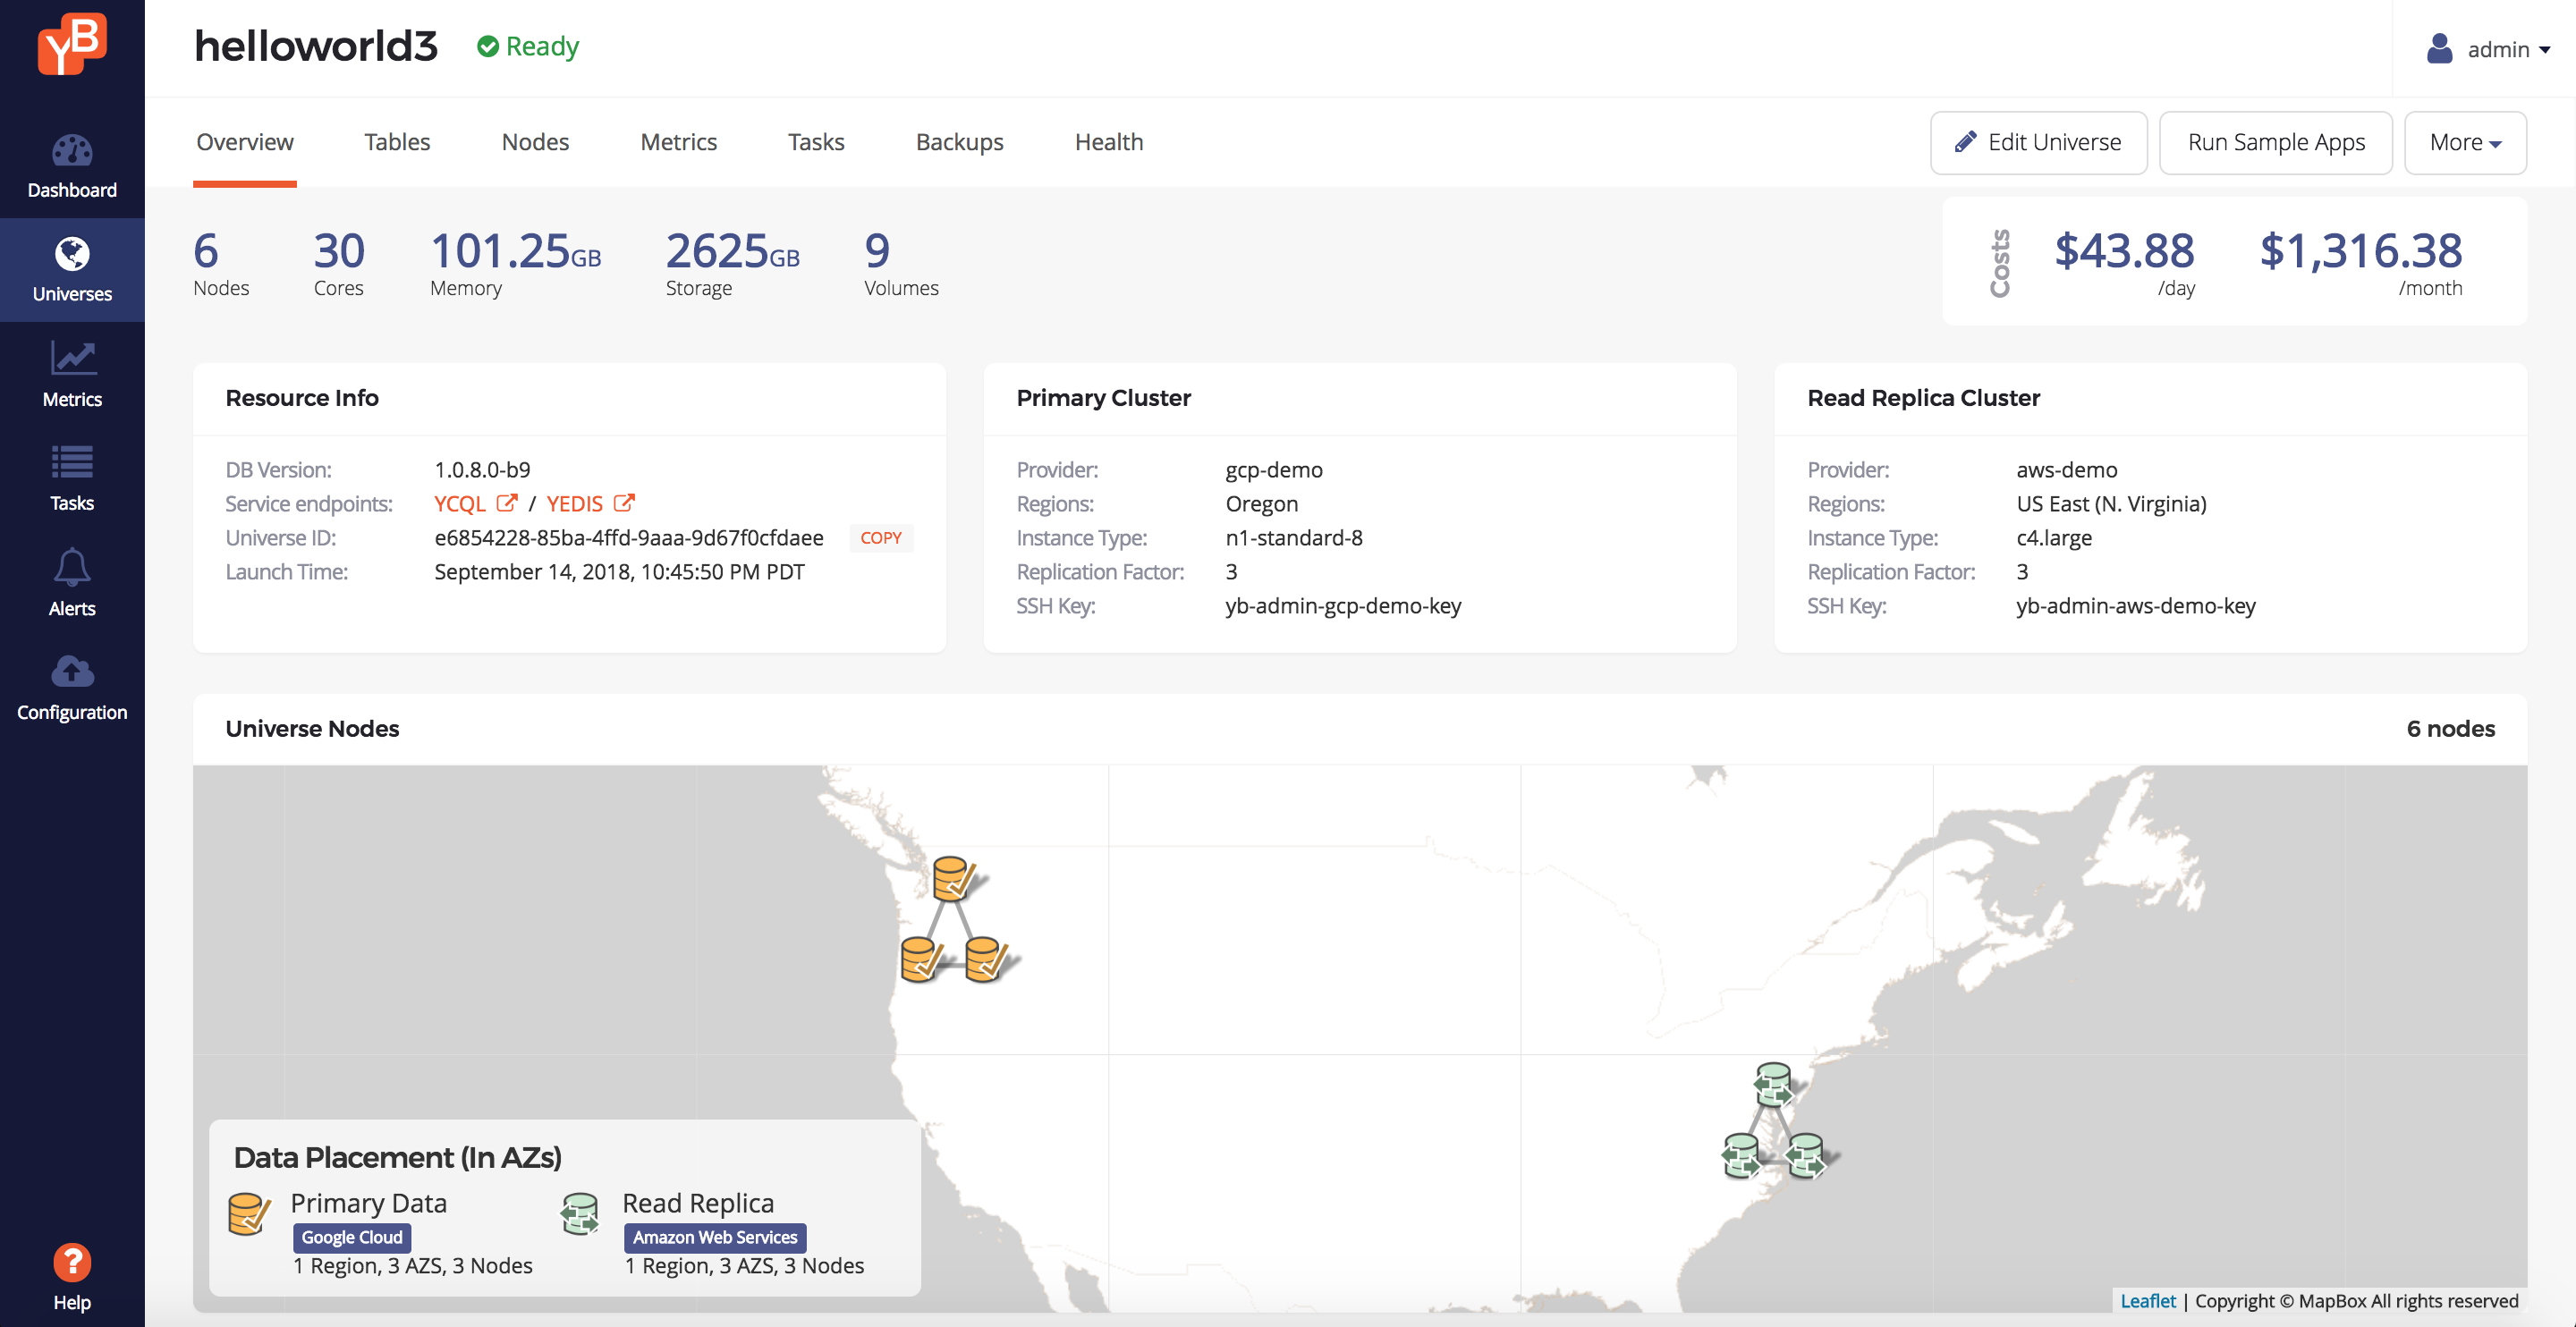 YB
helloworld3 Ready
admin
Dashboard
Universes
Metrics
Tasks
Alerts
Configuration
Help
Overview Tables Nodes Metrics Tasks Backups Health
Edit Universe Run Sample Apps More
6 30 101.25GB 2625GB 9
Nodes Cores Memory Storage Volumes
Costs
$43.88 $1,316.38
/day /month
Resource Info
DB Version: 1.0.8.0-b9
Service endpoints: YCQL / YEDIS
Universe ID: e6854228-85ba-4ffd-9aaa-9d67f0cfdaee COPY
Launch Time: September 14, 2018, 10:45:50 PM PDT
Primary Cluster
Provider: gcp-demo
Regions: Oregon
Instance Type: n1-standard-8
Replication Factor: 3
SSH Key: yb-admin-gcp-demo-key
Read Replica Cluster
Provider: aws-demo
Regions: US East (N. Virginia)
Instance Type: c4.large
Replication Factor: 3
SSH Key: yb-admin-aws-demo-key
Universe Nodes 6 nodes
Data Placement (In AZs)
Primary Data
Google Cloud
1 Region, 3 AZS, 3 Nodes
Read Replica
Amazon Web Services
1 Region, 3 AZS, 3 Nodes
Leaflet | Copyright © MapBox All rights reserved